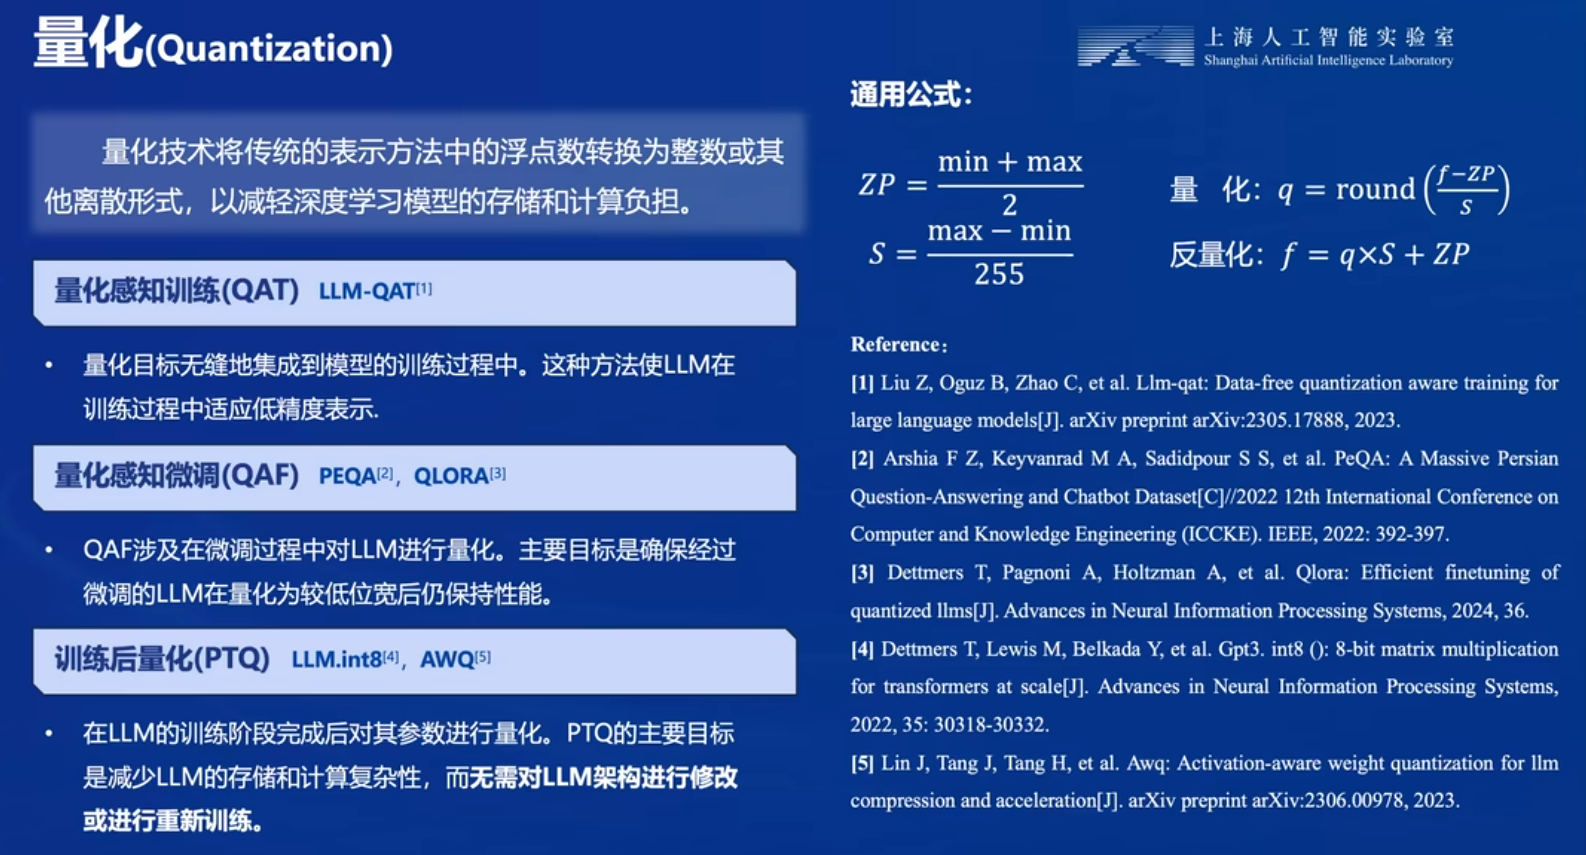 量化(Quantization)
上海人工智能实验室
Shanghai Artificial Intelligence Laboratory
量化技术将传统的表示方法中的浮点数转换为整数或其
他离散形式，以减轻深度学习模型的存储和计算负担。
量化感知训练(QAT) LLM-QAT[1]
• 量化目标无缝地集成到模型的训练过程中。这种方法使LLM在
训练过程中适应低精度表示.
量化感知微调(QAF) PEQA[2]，QLORA[3]
• QAF涉及在微调过程中对LLM进行量化。主要目标是确保经过
微调的LLM在量化为较低位宽后仍保持性能。
训练后量化(PTQ) LLM.int8[4]，AWQ[5]
• 在LLM的训练阶段完成后对其参数进行量化。PTQ的主要目标
是减少LLM的存储和计算复杂性，而无需对LLM架构进行修改
或进行重新训练。
通用公式：
ZP = (min + max) / 2
S = (max − min) / 255
量 化：q = round((f−ZP)/S)
反量化：f = q×S + ZP
Reference：
[1] Liu Z, Oguz B, Zhao C, et al. Llm-qat: Data-free quantization aware training for
large language models[J]. arXiv preprint arXiv:2305.17888, 2023.
[2] Arshia F Z, Keyvanrad M A, Sadidpour S S, et al. PeQA: A Massive Persian
Question-Answering and Chatbot Dataset[C]//2022 12th International Conference on
Computer and Knowledge Engineering (ICCKE). IEEE, 2022: 392-397.
[3] Dettmers T, Pagnoni A, Holtzman A, et al. Qlora: Efficient finetuning of
quantized llms[J]. Advances in Neural Information Processing Systems, 2024, 36.
[4] Dettmers T, Lewis M, Belkada Y, et al. Gpt3. int8 (): 8-bit matrix multiplication
for transformers at scale[J]. Advances in Neural Information Processing Systems,
2022, 35: 30318-30332.
[5] Lin J, Tang J, Tang H, et al. Awq: Activation-aware weight quantization for llm
compression and acceleration[J]. arXiv preprint arXiv:2306.00978, 2023.